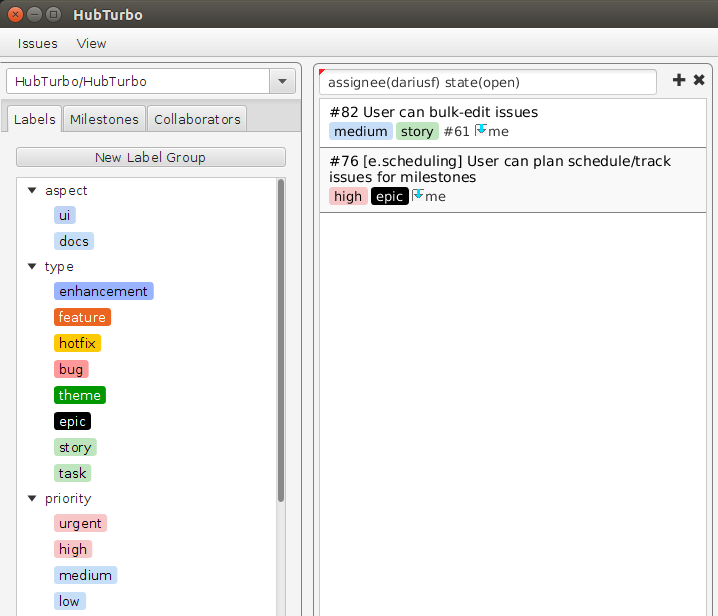 HubTurbo
Issues View
HubTurbo/HubTurbo
Labels Milestones Collaborators
New Label Group
aspect
ui
docs
type
enhancement
feature
hotfix
bug
theme
epic
story
task
priority
urgent
high
medium
low
assignee(dariusf) state(open)
#82 User can bulk-edit issues
medium story #61 me
#76 [e.scheduling] User can plan schedule/track
issues for milestones
high epic me